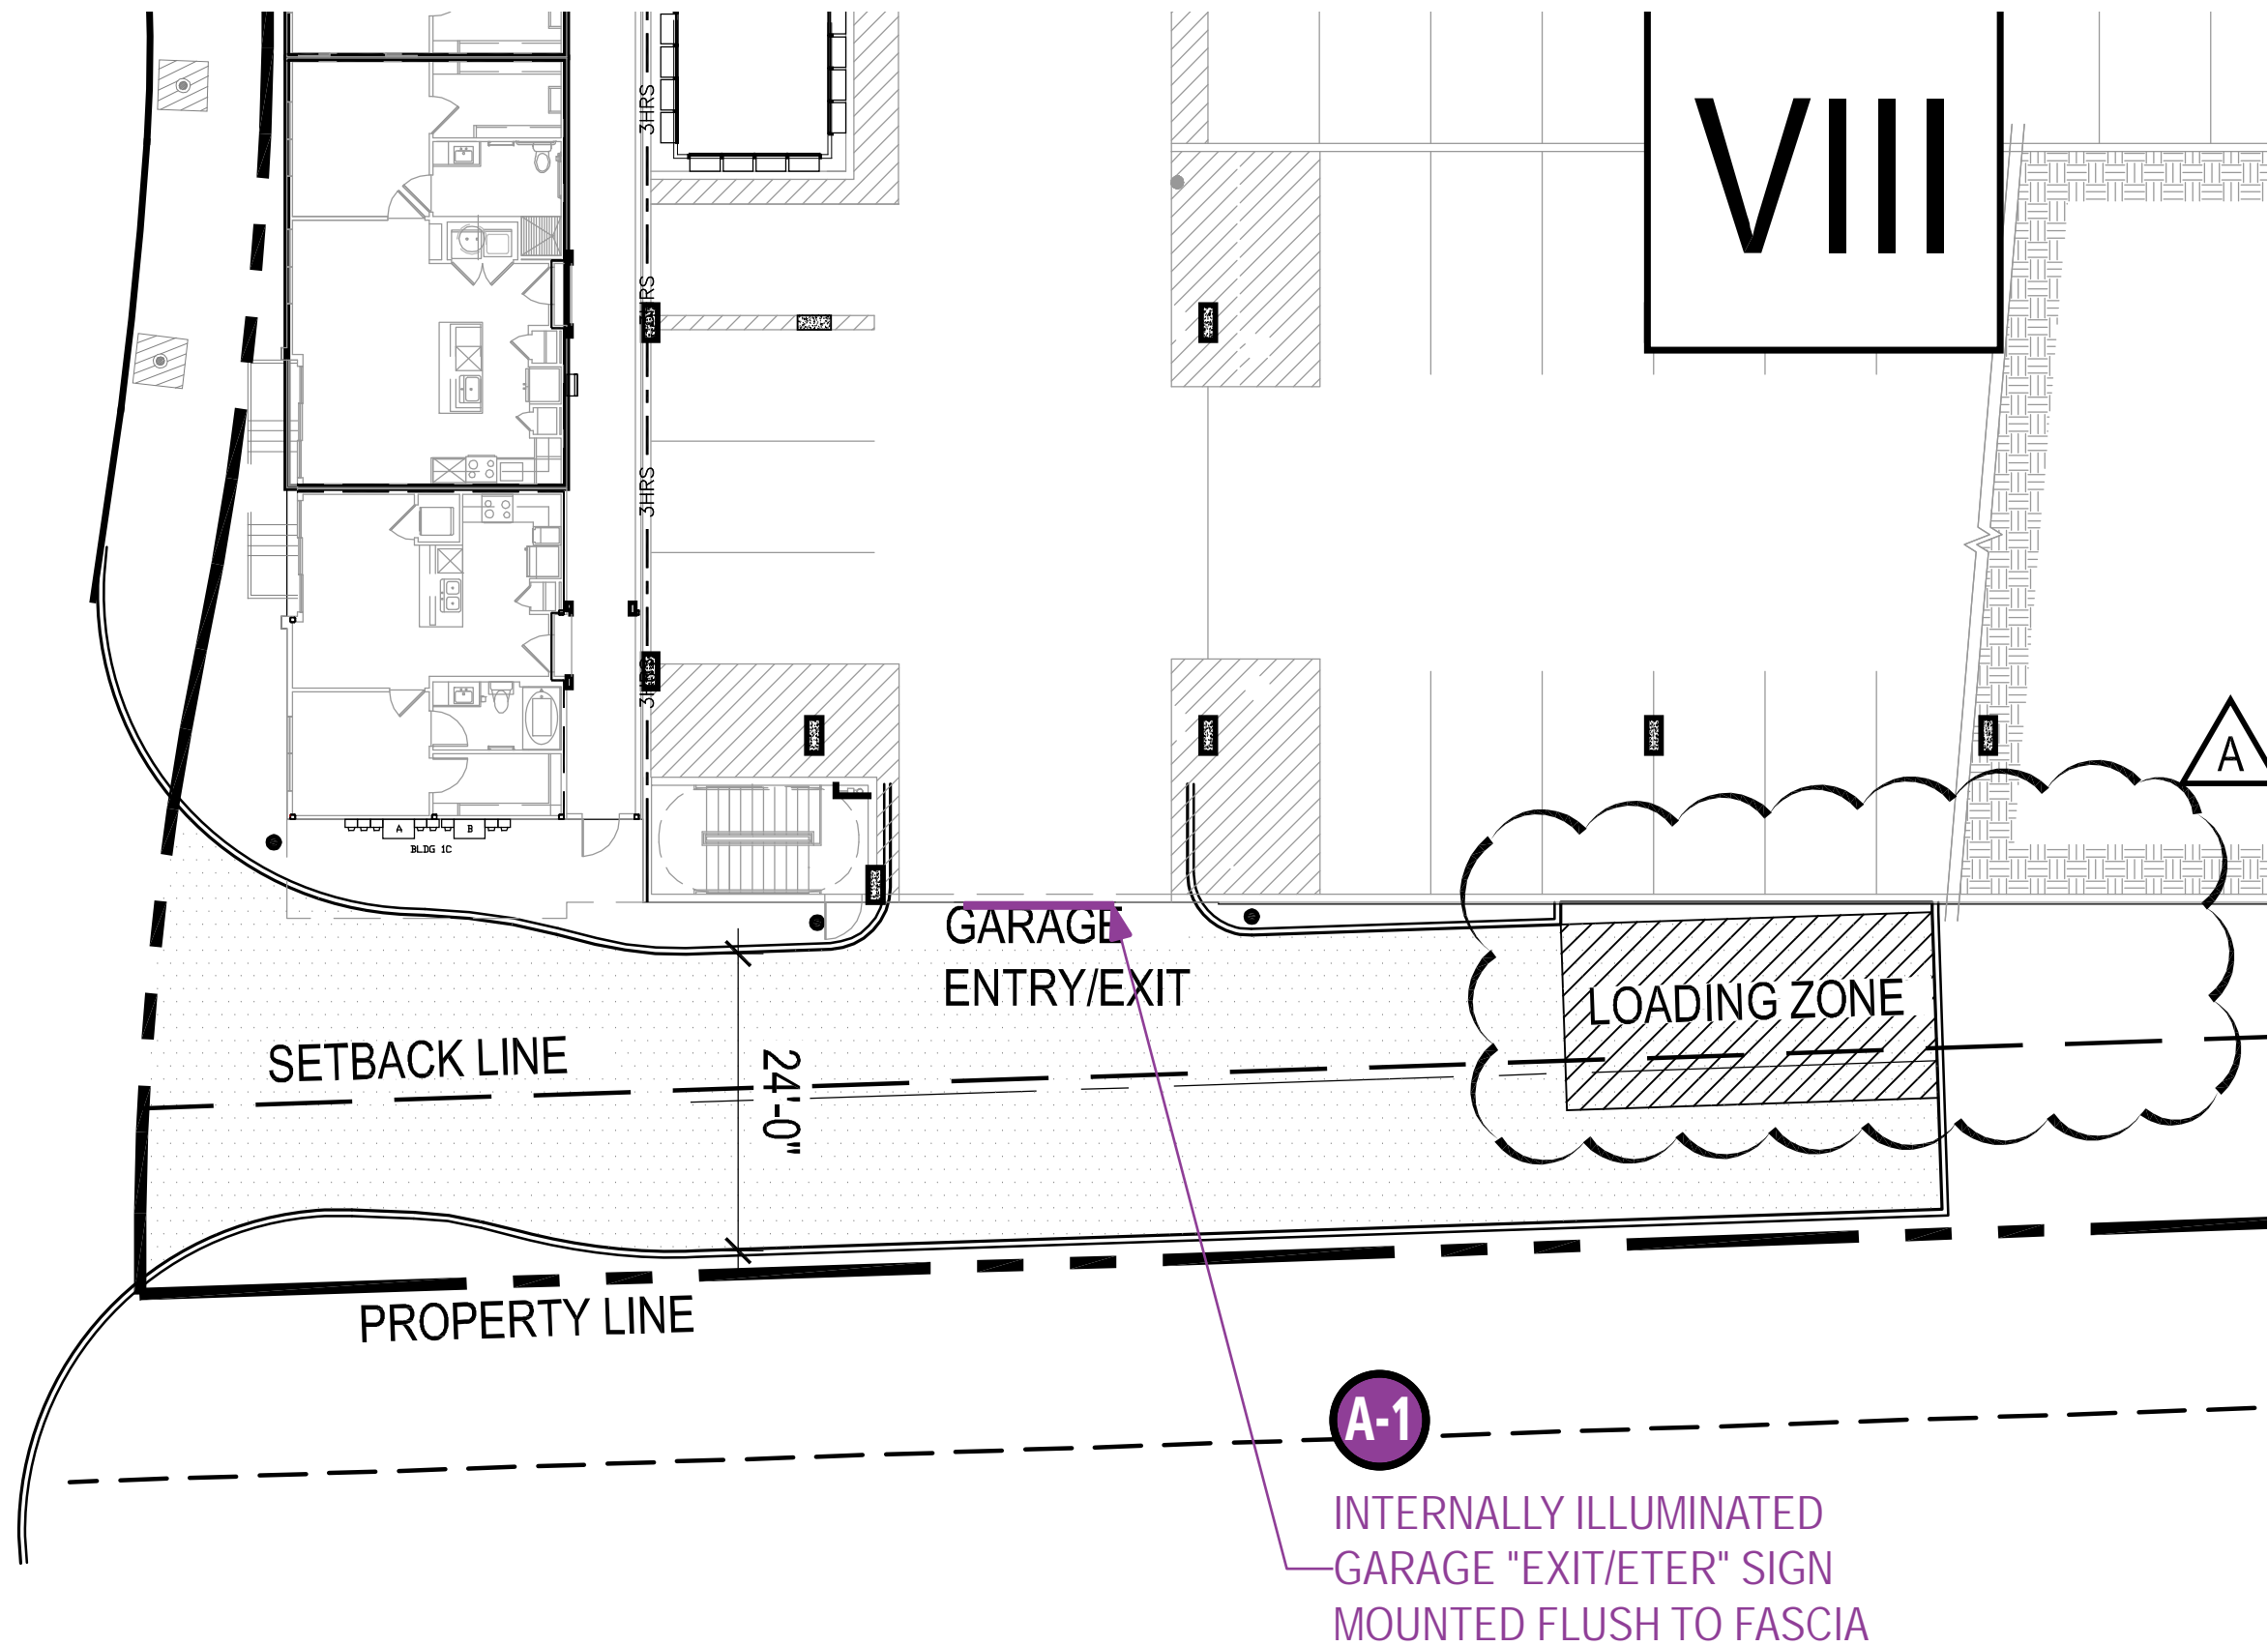 3HRS
VIII
3HRS
3HRS
3HRS
A
A
B
BLDG 1C
GARAGE
ENTRY/EXIT
LOADING ZONE
SETBACK LINE
24'-0"
PROPERTY LINE
A-1
INTERNALLY ILLUMINATED
GARAGE "EXIT/ETER" SIGN
MOUNTED FLUSH TO FASCIA